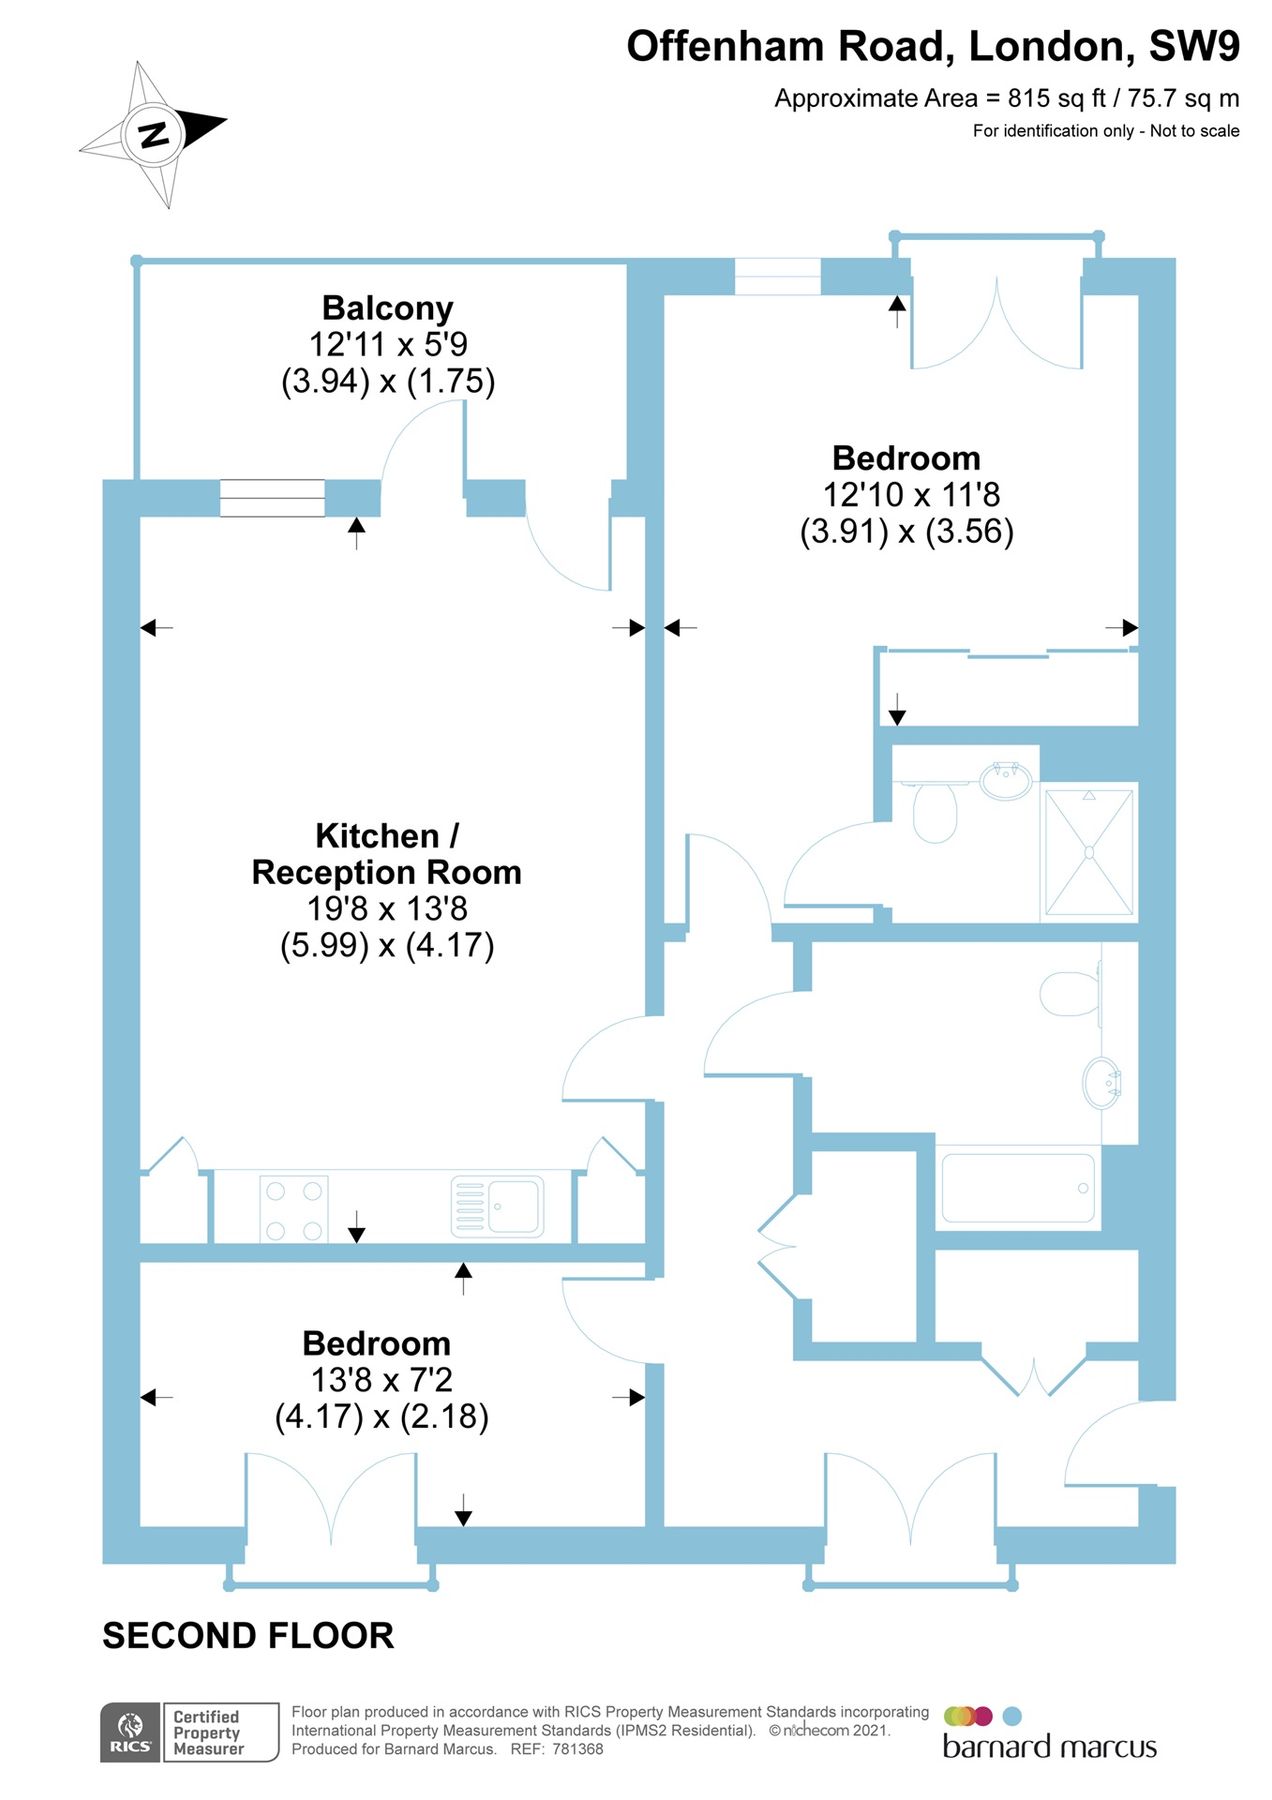 Offenham Road, London, SW9
Approximate Area = 815 sq ft / 75.7 sq m
For identification only - Not to scale
N
Balcony
12'11 x 5'9
(3.94) x (1.75)
Bedroom
12'10 x 11'8
(3.91) x (3.56)
Kitchen /
Reception Room
19'8 x 13'8
(5.99) x (4.17)
Bedroom
13'8 x 7'2
(4.17) x (2.18)
SECOND FLOOR
RICS
Certified
Property
Measurer
Floor plan produced in accordance with RICS Property Measurement Standards incorporating
International Property Measurement Standards (IPMS2 Residential). © nichecom 2021.
Produced for Barnard Marcus. REF: 781368
barnard marcus